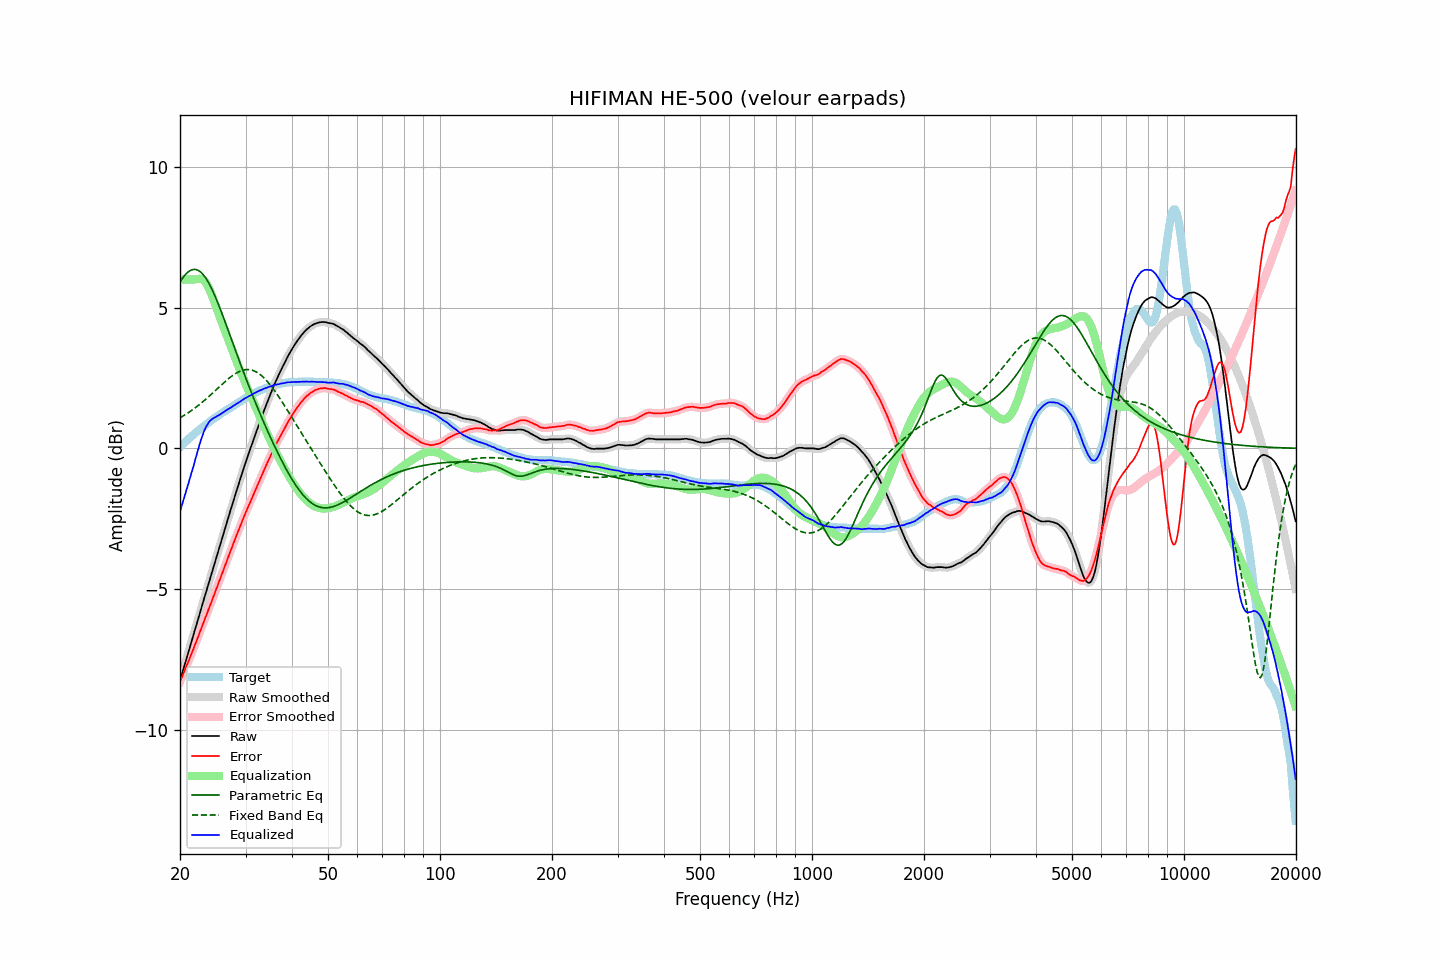 HIFIMAN HE-500 (velour earpads)
Amplitude (dBr)
10
5
0
−5
−10
Target
Raw Smoothed
Error Smoothed
Raw
Error
Equalization
Parametric Eq
Fixed Band Eq
Equalized
20 50 100 200 500 1000 2000 5000 10000 20000
Frequency (Hz)